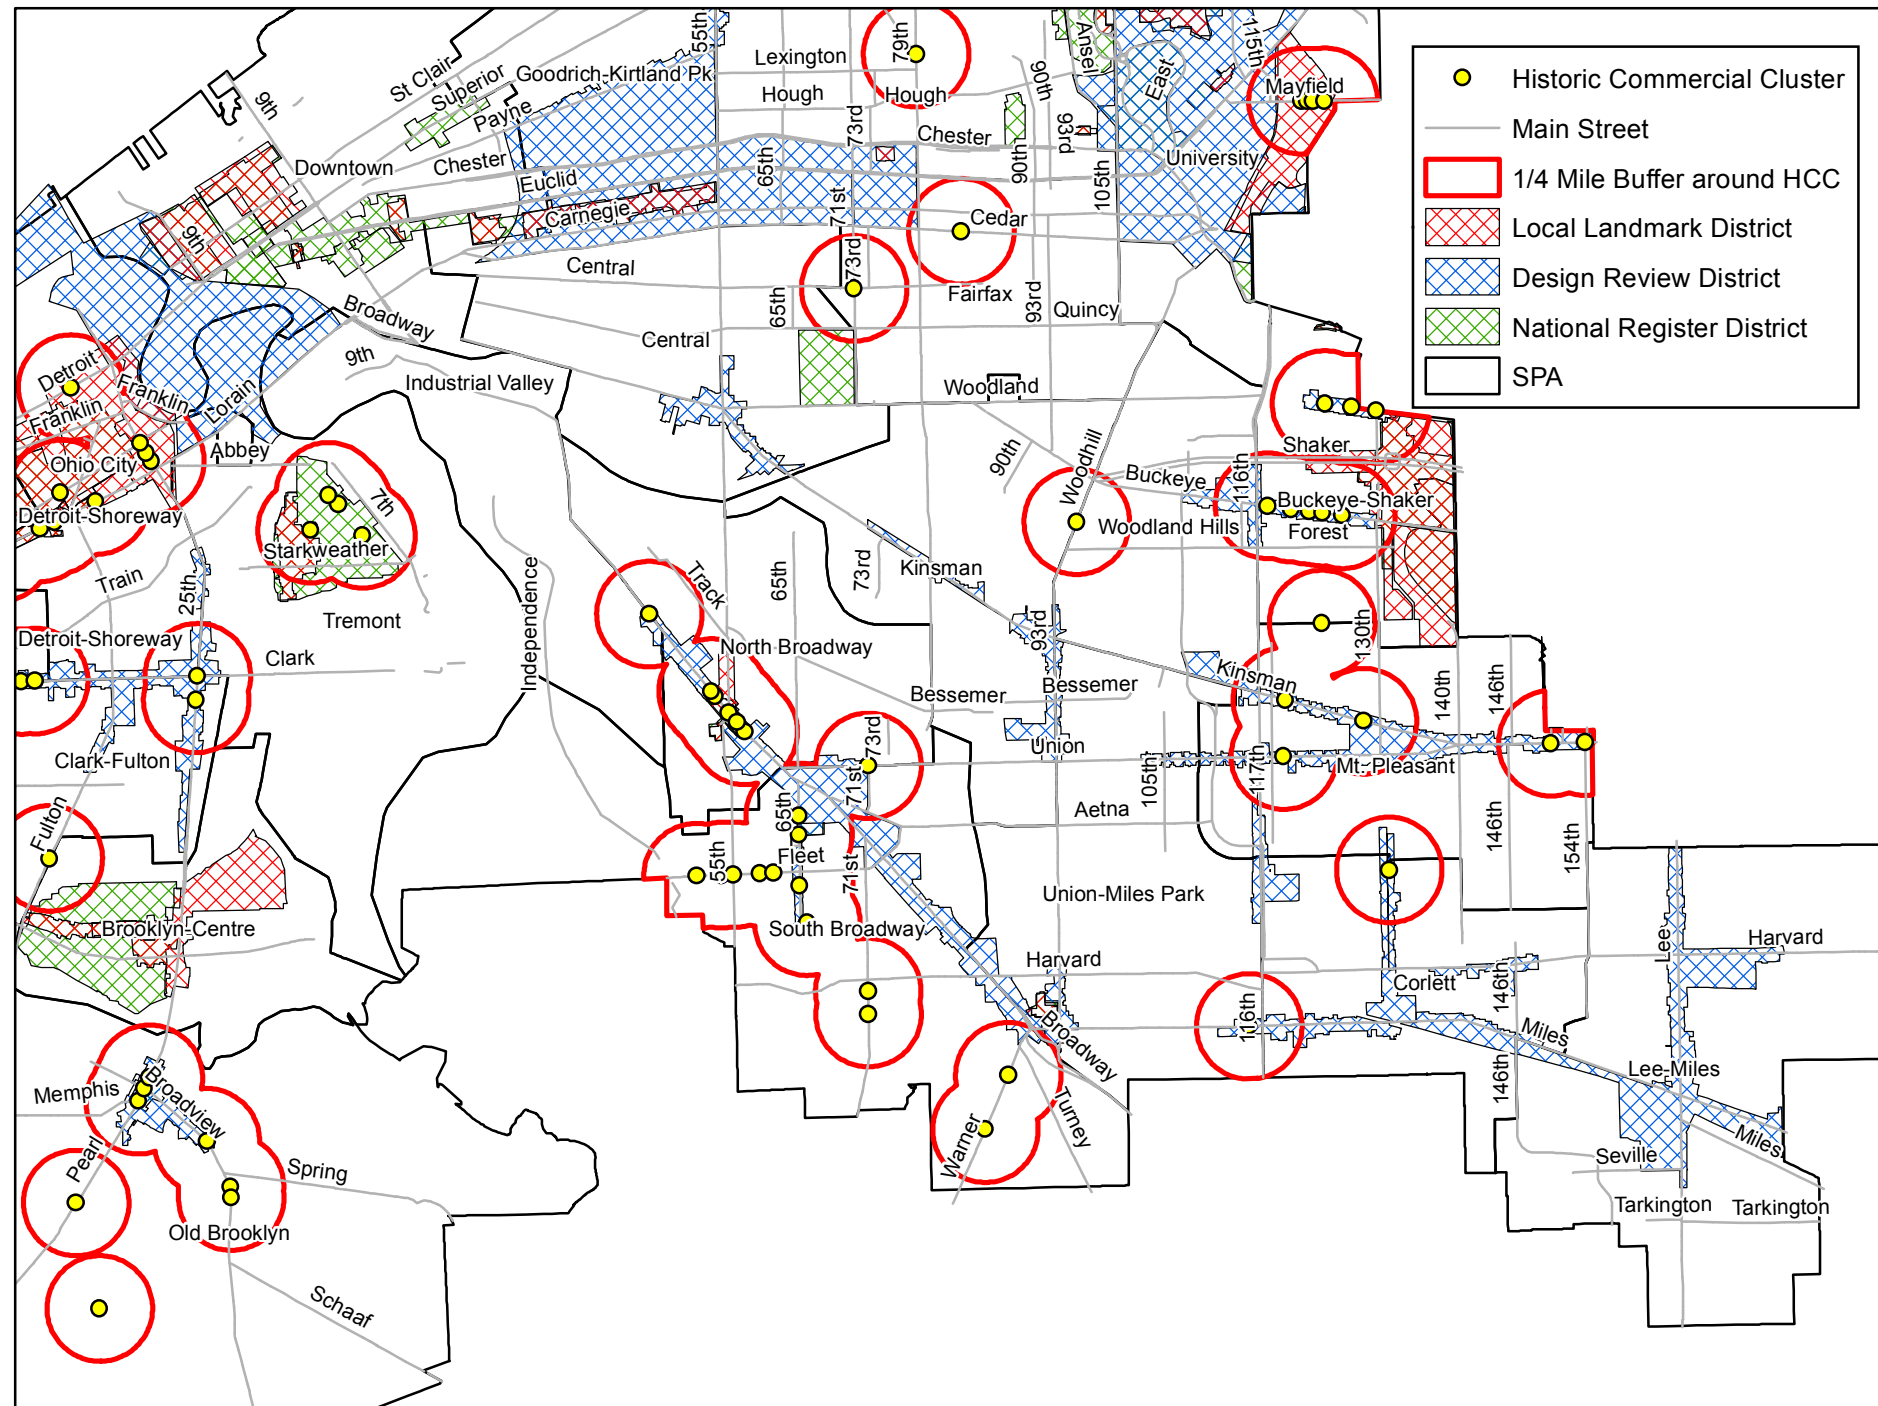 Historic Commercial Cluster
Main Street
1/4 Mile Buffer around HCC
Local Landmark District
Design Review District
National Register District
SPA
55th
79th
Ansel
115th
Lexington
St Clair
Superior
Goodrich-Kirtland Pk
East
9th
Payne
Hough
Hough
90th
Mayfield
73rd
Chester
93rd
Downtown
Chester
65th
90th
University
Euclid
105th
Carnegie
71st
Cedar
9th
73rd
Central
Fairfax
65th
93rd
Quincy
Broadway
Central
9th
Detroit
Industrial Valley
Woodland
Franklin
Franklin
Lorain
Abbey
Ohio City
90th
Woodhill
Shaker
116th
Buckeye
Buckeye-Shaker
7th
Detroit-Shoreway
Woodland Hills
Forest
Starkweather
Train
25th
Independence
Track
65th
73rd
Kinsman
Tremont
93rd
130th
Detroit-Shoreway
Clark
North Broadway
Bessemer
Bessemer
Kinsman
140th
146th
Clark-Fulton
73rd
Union
Mt. Pleasant
117th
105th
71st
65th
Aetna
Fulton
146th
154th
Fleet
55th
71st
Union-Miles Park
Brooklyn-Centre
South Broadway
Harvard
Harvard
Lee
Corlett
146th
116th
Broadway
Miles
Lee-Miles
Memphis
Broadview
146th
Turney
Warner
Miles
Pearl
Spring
Seville
Old Brooklyn
Tarkington
Tarkington
Schaaf